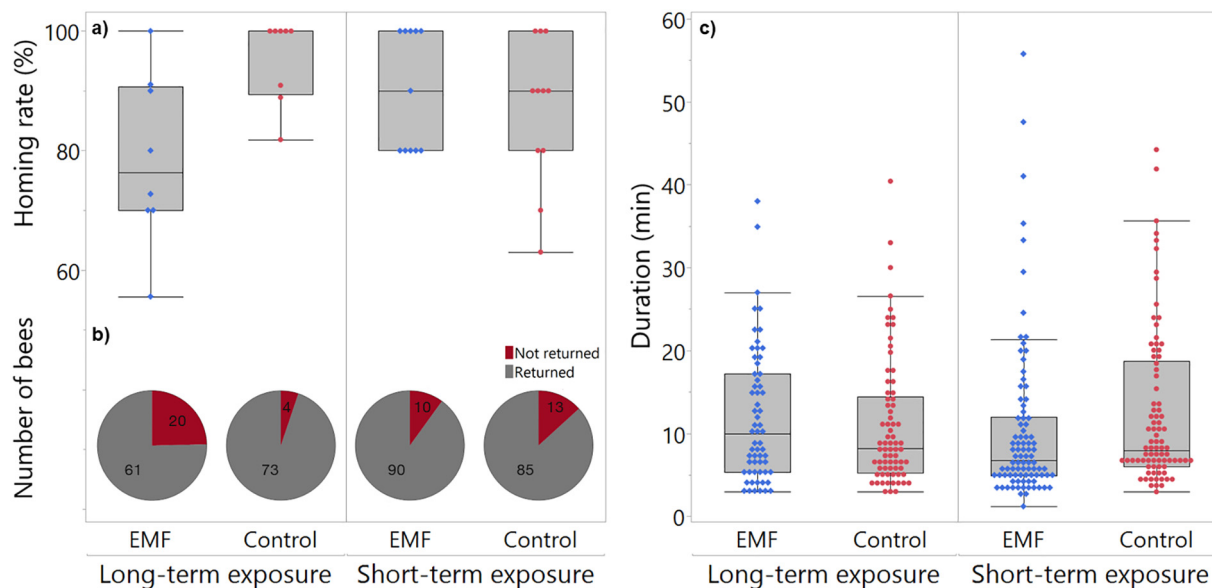 a)
Homing rate (%)
100
80
60
b)
Number of bees
Not returned
Returned
20
61
4
73
10
90
13
85
EMF
Control
EMF
Control
Long-term exposure
Short-term exposure
c)
Duration (min)
60
50
40
30
20
10
0
EMF
Control
EMF
Control
Long-term exposure
Short-term exposure